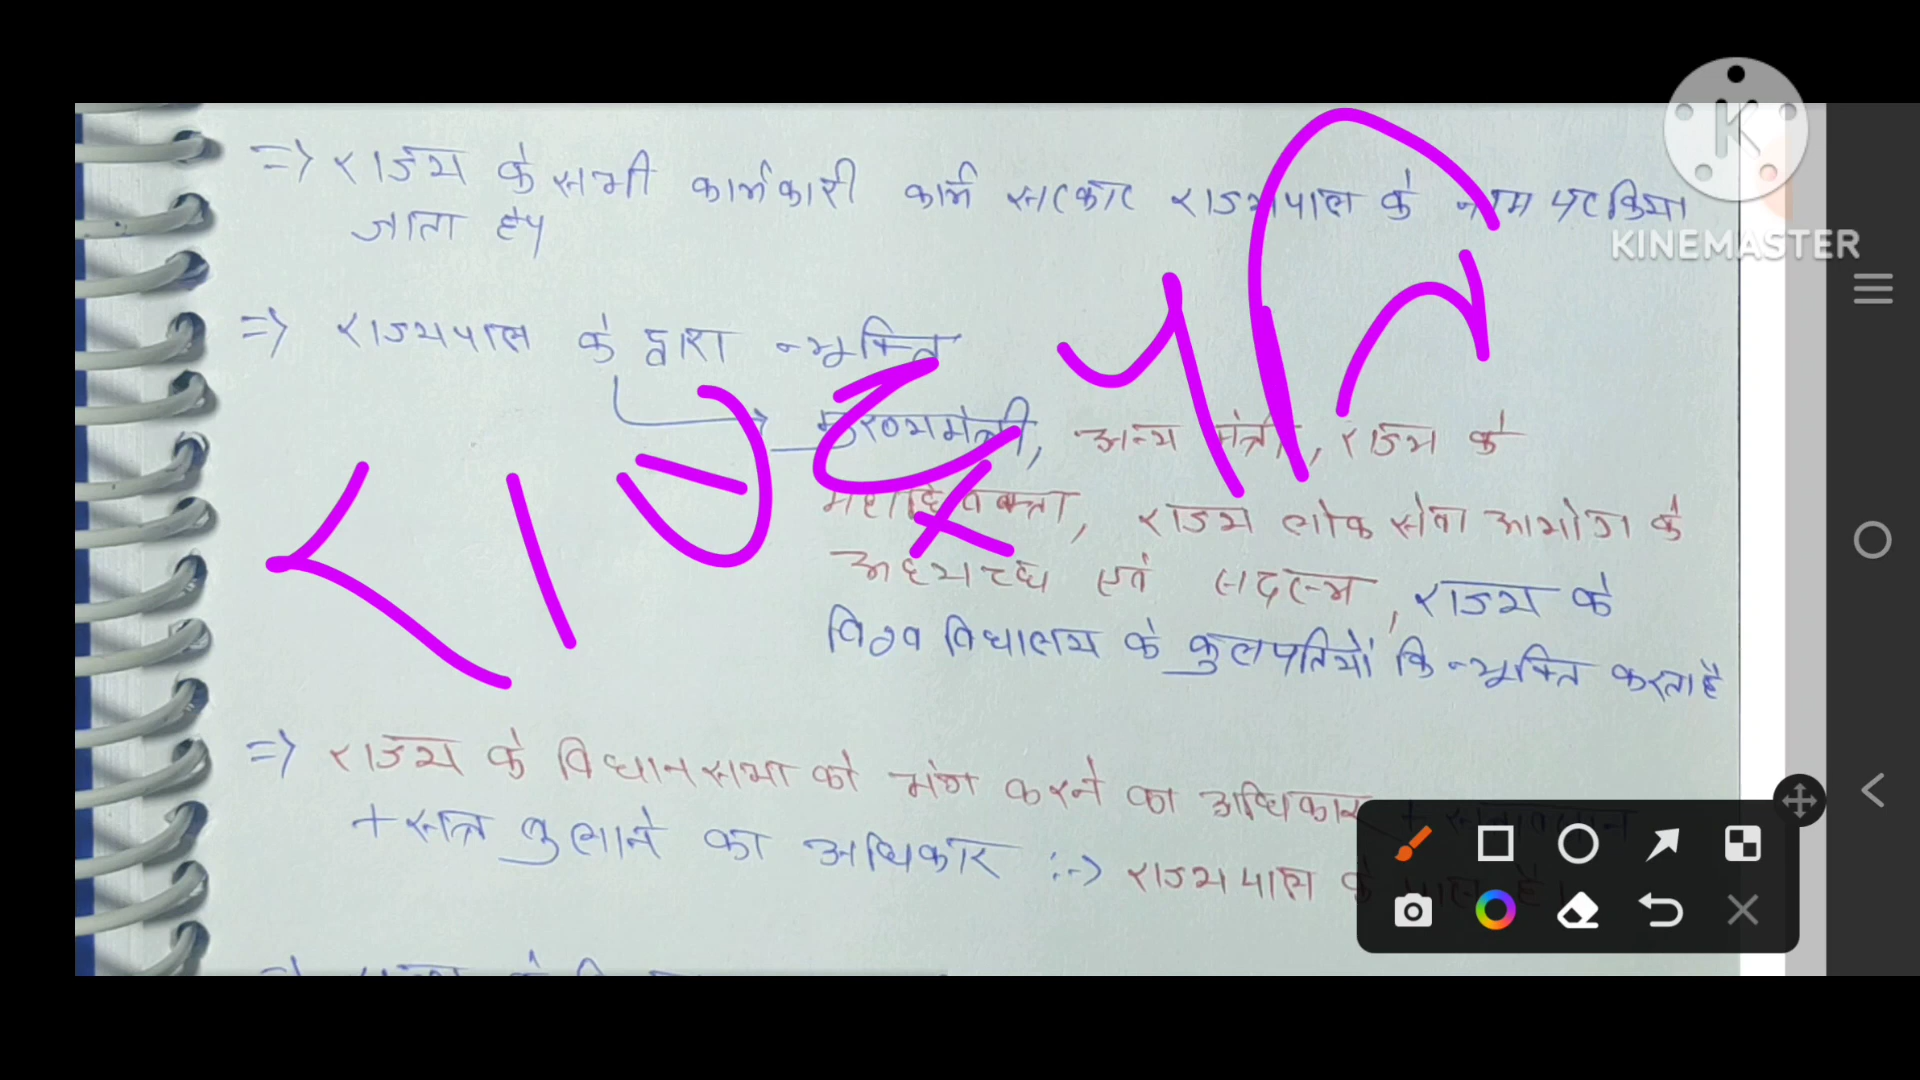 => राज्य के सभी कार्यकारी कार्य सरकार राज्यपाल के नाम पर किया
जाता है
KINEMASTER
=> राज्यपाल के द्वारा न्युक्ति
मुख्यमंत्री, अन्य मंत्री, राज्य के
महाधिवक्ता, राज्य लोक सेवा आयोग के
अध्यक्ष एवं सदस्य, राज्य के
विश्व विधालय के कुलपतियों कि न्युक्ति करता है
राष्ट्रपति
=> राज्य के विधानसभा को भंग करने का अधिकार +
+ सत्र बुलाने का अधिकार :-> राज्यपाल के पास है।